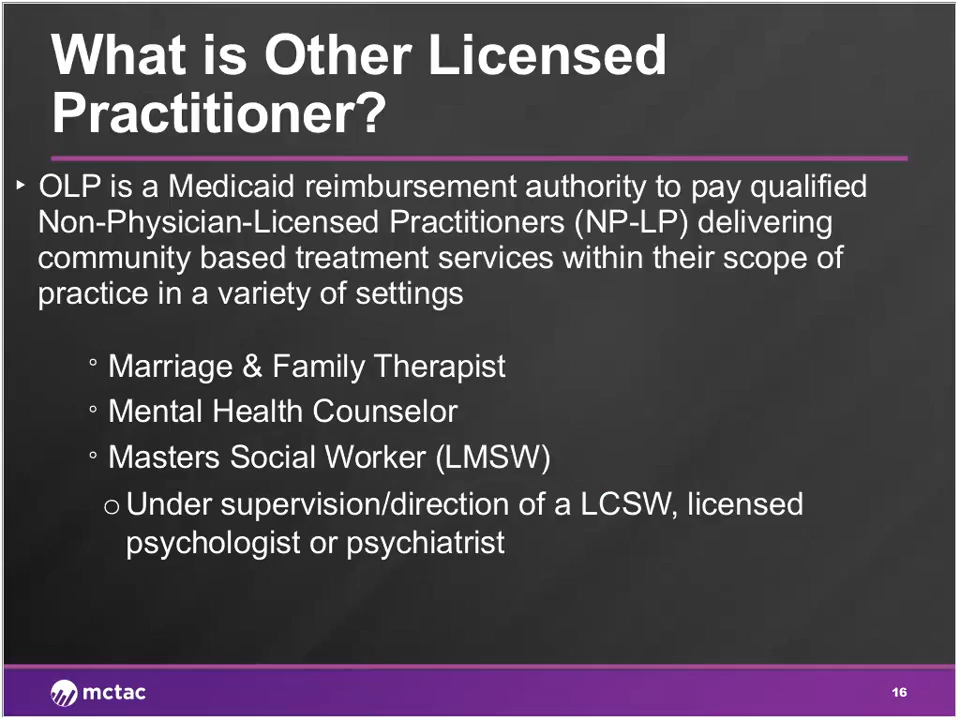 What is Other Licensed
Practitioner?
‣ OLP is a Medicaid reimbursement authority to pay qualified
Non-Physician-Licensed Practitioners (NP-LP) delivering
community based treatment services within their scope of
practice in a variety of settings
◦ Marriage & Family Therapist
◦ Mental Health Counselor
◦ Masters Social Worker (LMSW)
o Under supervision/direction of a LCSW, licensed
psychologist or psychiatrist
mctac
16